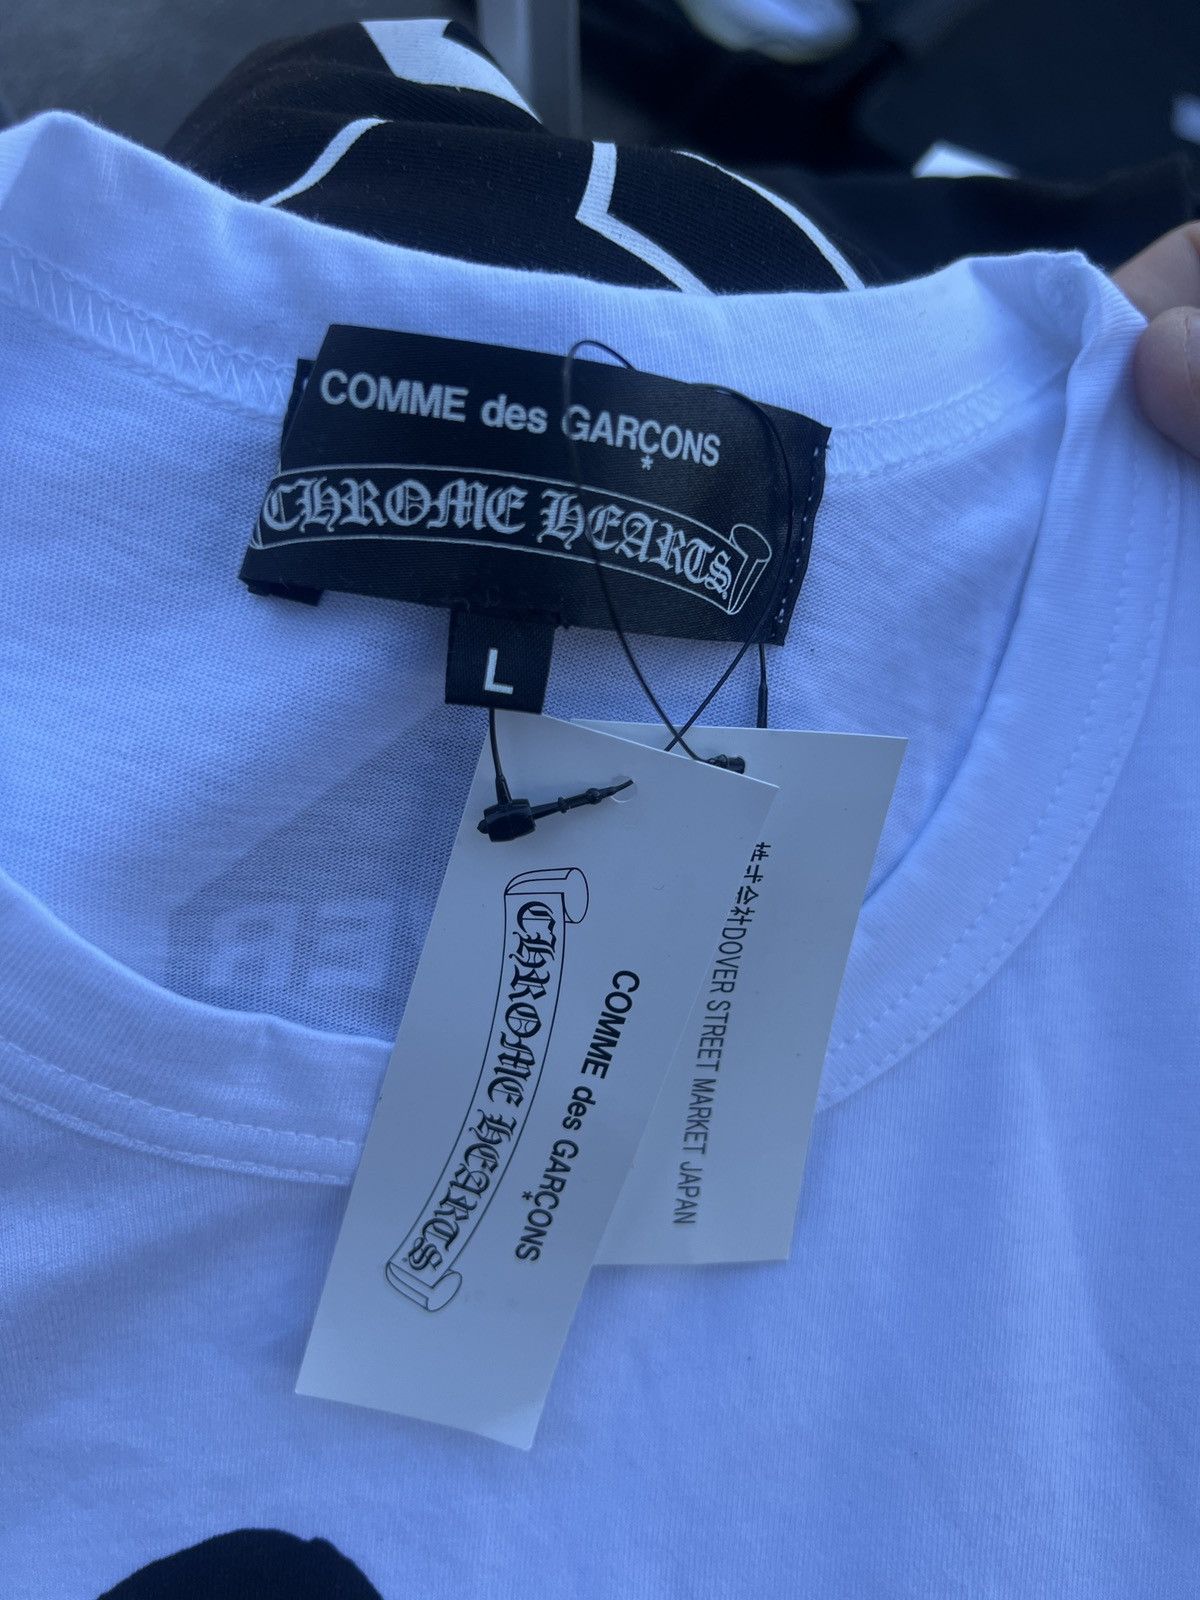 COMME des GARÇONS
*
CHROME HEARTS
L
CHROME HEARTS
COMME des GARÇONS
*
株式会社DOVER STREET MARKET JAPAN